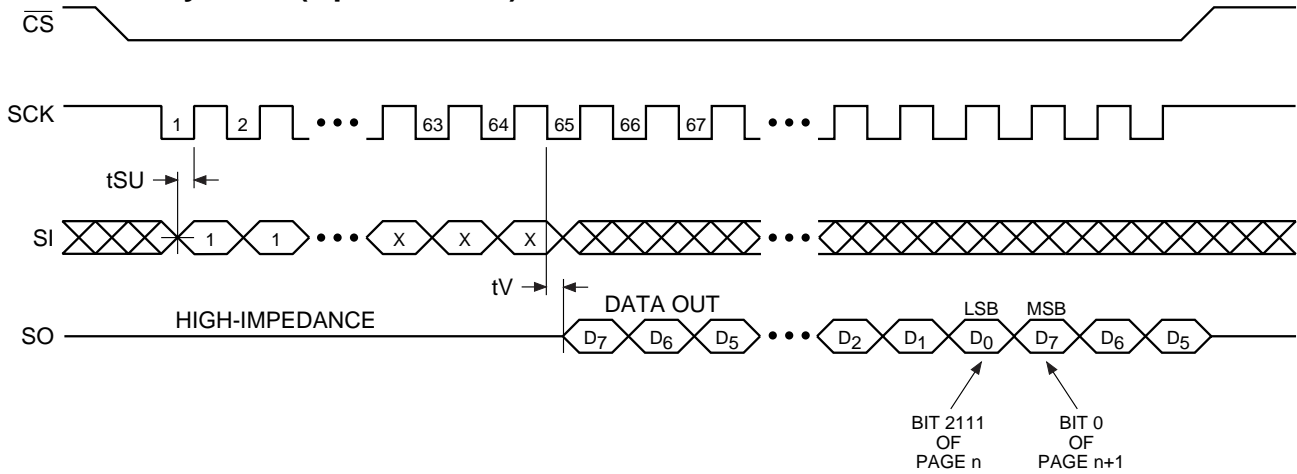 CS
SCK
1 2 ••• 63 64 65 66 67 •••
tSU
SI
1 1 ••• X X X •••
tV
DATA OUT
LSB MSB
HIGH-IMPEDANCE
SO
D7 D6 D5 ••• D2 D1 D0 D7 D6 D5
BIT 2111
OF
PAGE n
BIT 0
OF
PAGE n+1